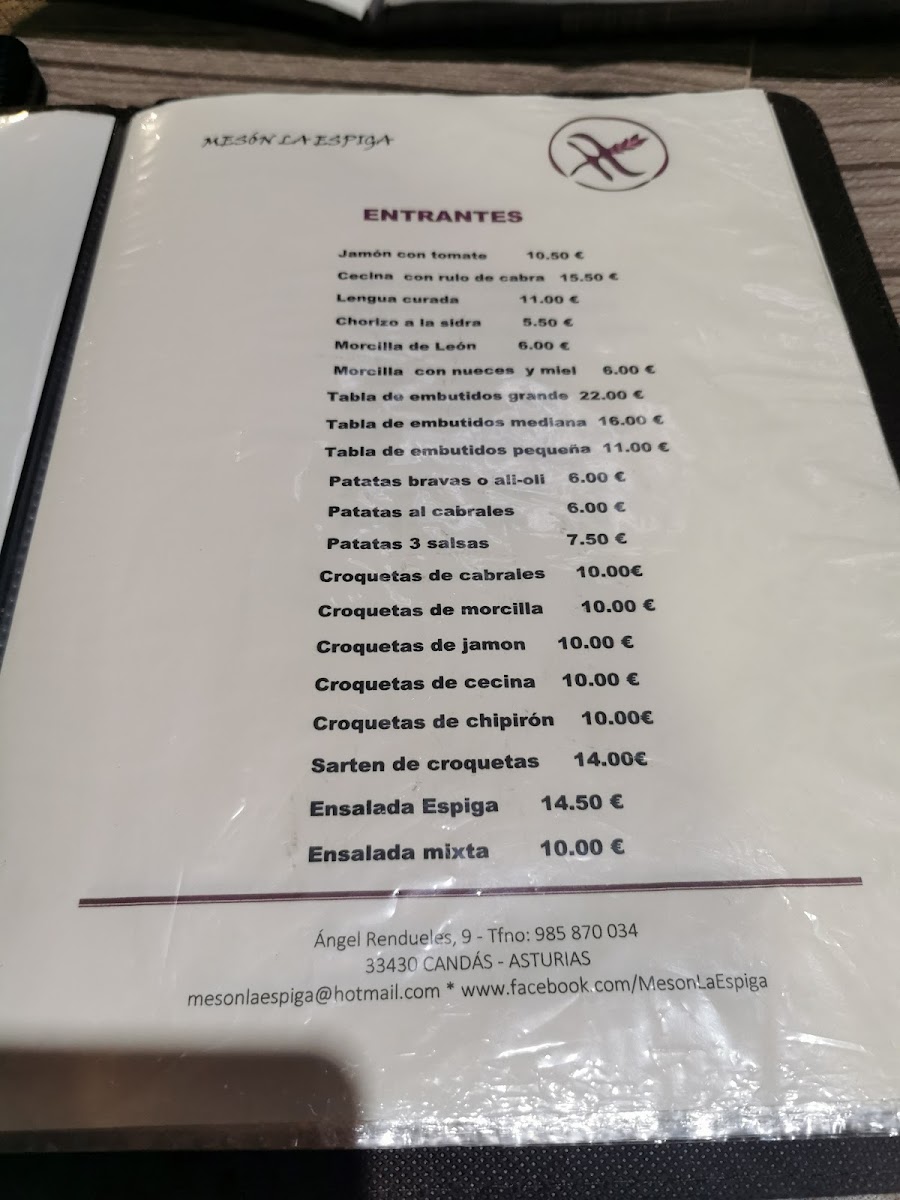 MESÓN LA ESPIGA
ENTRANTES
Jamón con tomate 10.50 €
Cecina con rulo de cabra 15.50 €
Lengua curada 11.00 €
Chorizo a la sidra 5.50 €
Morcilla de León 6.00 €
Morcilla con nueces y miel 6.00 €
Tabla de embutidos grande 22.00 €
Tabla de embutidos mediana 16.00 €
Tabla de embutidos pequeña 11.00 €
Patatas bravas o ali-oli 6.00 €
Patatas al cabrales 6.00 €
Patatas 3 salsas 7.50 €
Croquetas de cabrales 10.00€
Croquetas de morcilla 10.00 €
Croquetas de jamon 10.00 €
Croquetas de cecina 10.00 €
Croquetas de chipirón 10.00€
Sarten de croquetas 14.00€
Ensalada Espiga 14.50 €
Ensalada mixta 10.00 €
Ángel Rendueles, 9 - Tfno: 985 870 034
33430 CANDÁS - ASTURIAS
mesonlaespiga@hotmail.com * www.facebook.com/MesonLaEspiga